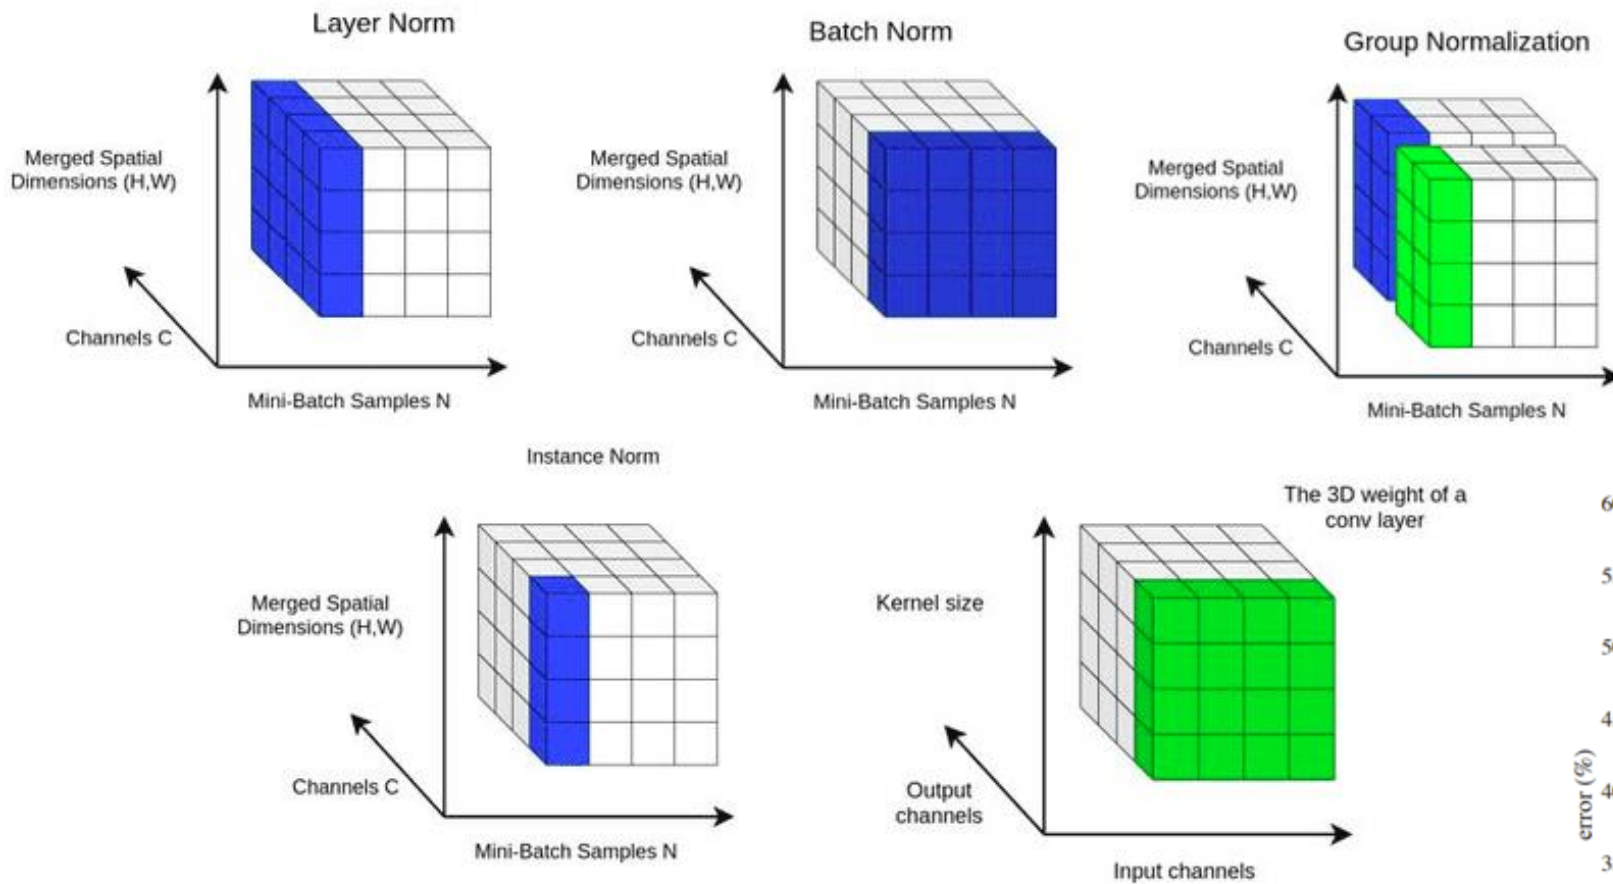 Layer Norm
Batch Norm
Group Normalization
Merged Spatial
Dimensions (H,W)
Channels C
Mini-Batch Samples N
Merged Spatial
Dimensions (H,W)
Channels C
Mini-Batch Samples N
Merged Spatial
Dimensions (H,W)
Channels C
Mini-Batch Samples N
Instance Norm
Merged Spatial
Dimensions (H,W)
Channels C
Mini-Batch Samples N
The 3D weight of a
conv layer
Kernel size
Output
channels
Input channels
error (%)